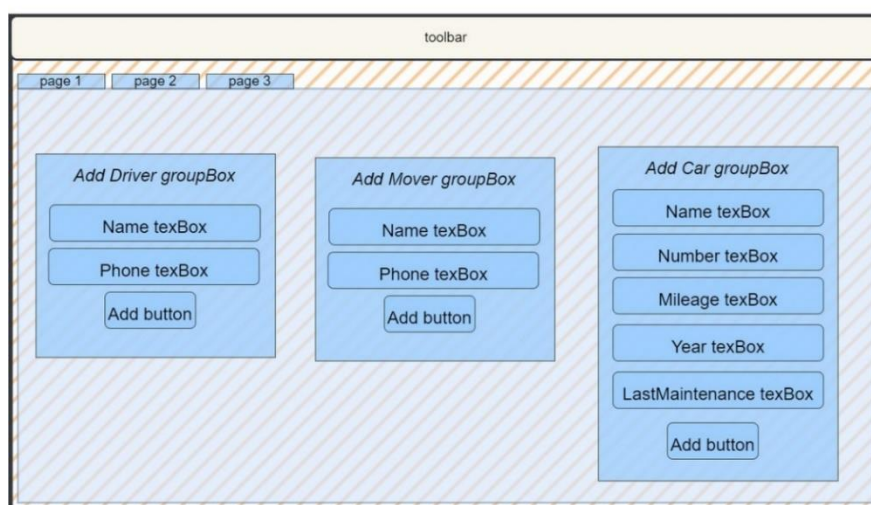 toolbar
page 1 page 2 page 3
Add Driver groupBox
Name texBox
Phone texBox
Add button
Add Mover groupBox
Name texBox
Phone texBox
Add button
Add Car groupBox
Name texBox
Number texBox
Mileage texBox
Year texBox
LastMaintenance texBox
Add button